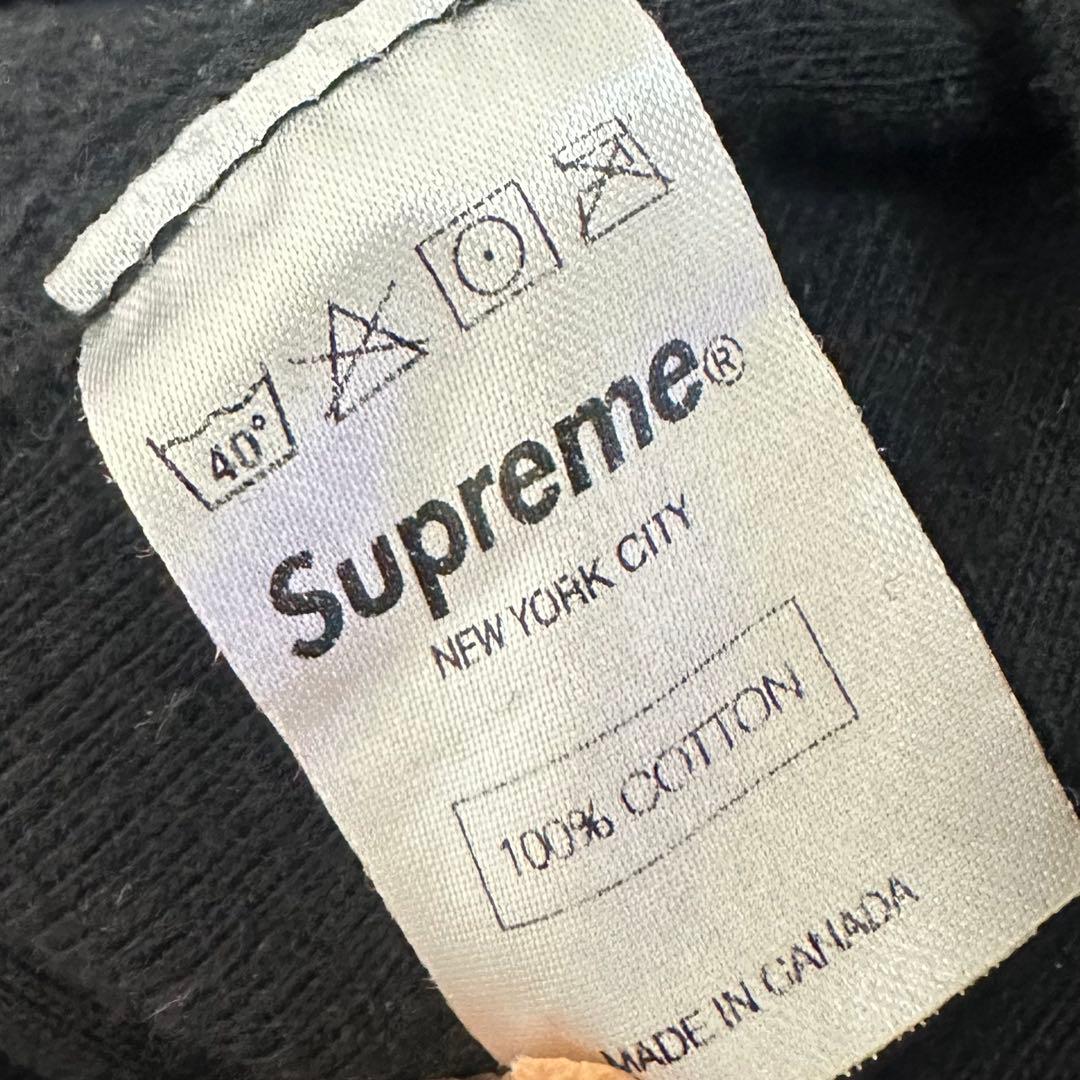 40°
Supreme®
NEW YORK CITY
100% COTTON
MADE IN CANADA